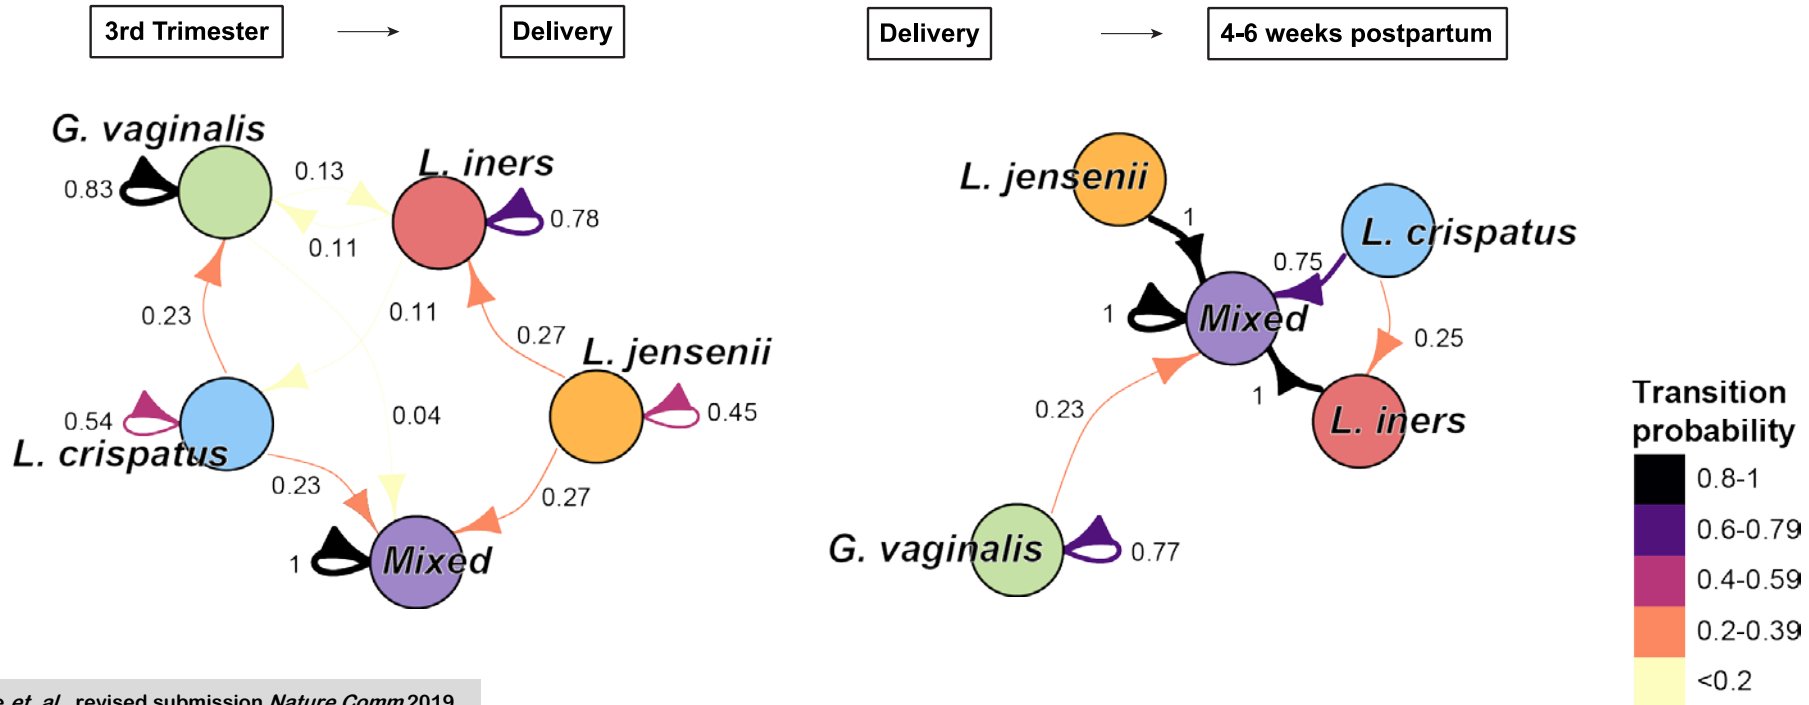 3rd Trimester
Delivery
Delivery
4-6 weeks postpartum
G. vaginalis
0.83
0.13
L. iners
0.78
0.11
0.23
0.11
0.27
L. jensenii
0.45
0.54
L. crispatus
0.04
0.23
0.27
1
Mixed
L. jensenii
1
L. crispatus
0.75
1
Mixed
0.25
1
L. iners
0.23
G. vaginalis
0.77
Transition
probability
0.8-1
0.6-0.79
0.4-0.59
0.2-0.39
<0.2
et. al., revised submission Nature Comm 2019